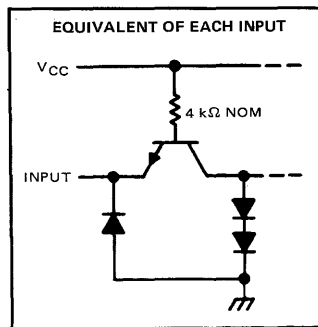 EQUIVALENT OF EACH INPUT
VCC
4 kΩ NOM
INPUT